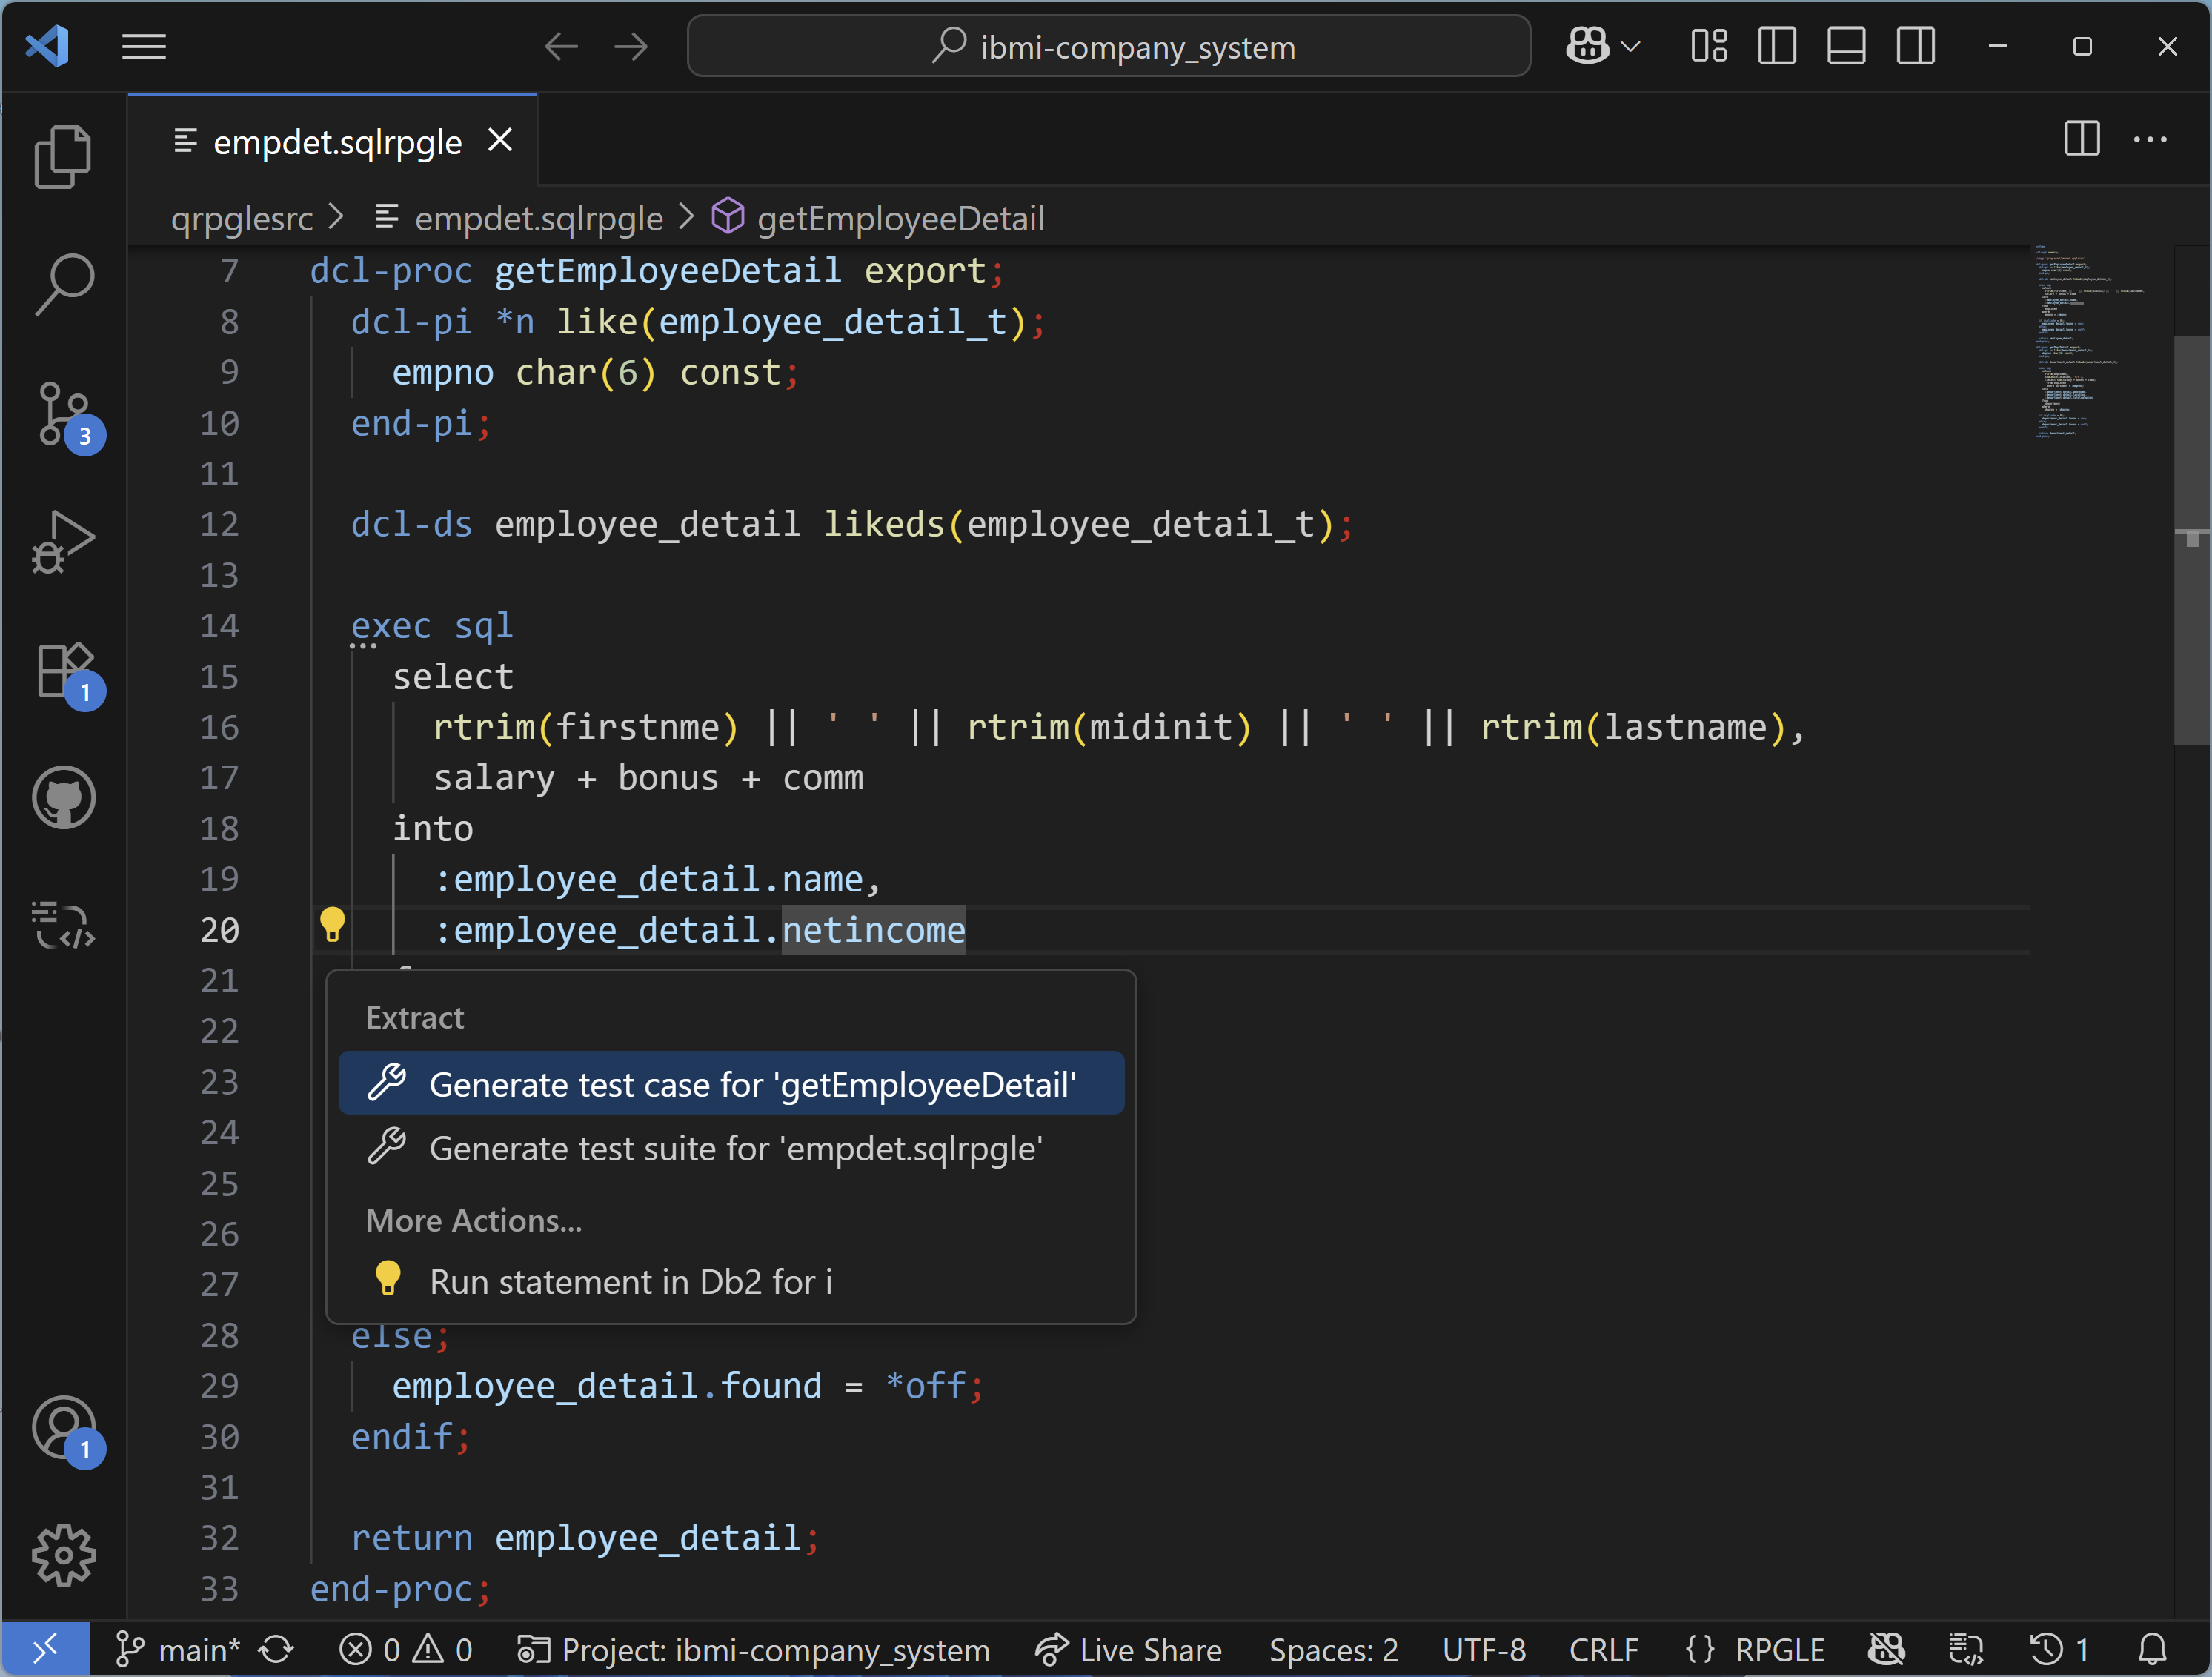 ibmi-company_system
empdet.sqlrpgle
qrpglesrc > empdet.sqlrpgle > getEmployeeDetail
7 dcl-proc getEmployeeDetail export;
8 dcl-pi *n like(employee_detail_t);
9 empno char(6) const;
10 end-pi;
11
12 dcl-ds employee_detail likeds(employee_detail_t);
13
14 exec sql
15 select
16 rtrim(firstnme) || ' ' || rtrim(midinit) || ' ' || rtrim(lastname),
17 salary + bonus + comm
18 into
19 :employee_detail.name,
20 :employee_detail.netincome
21
Extract
22
23 Generate test case for 'getEmployeeDetail'
24 Generate test suite for 'empdet.sqlrpgle'
25
26 More Actions...
27 Run statement in Db2 for i
28 else;
29 employee_detail.found = *off;
30 endif;
31
32 return employee_detail;
33 end-proc;
3
1
1
main* 0 0 Project: ibmi-company_system Live Share Spaces: 2 UTF-8 CRLF {} RPGLE 1